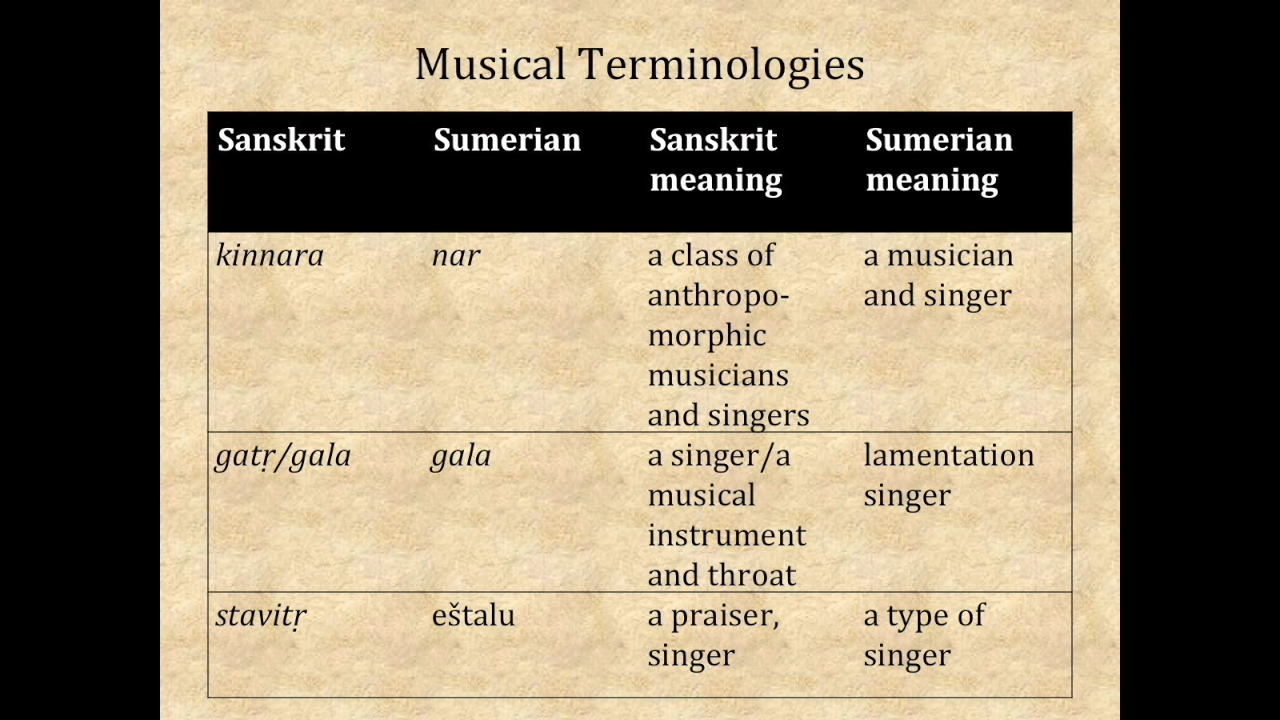 Musical Terminologies
Sanskrit Sumerian Sanskrit meaning Sumerian meaning
kinnara nar a class of anthropo-morphic musicians and singers a musician and singer
gatṛ/gala gala a singer/a musical instrument and throat lamentation singer
stavitṛ eštalu a praiser, singer a type of singer